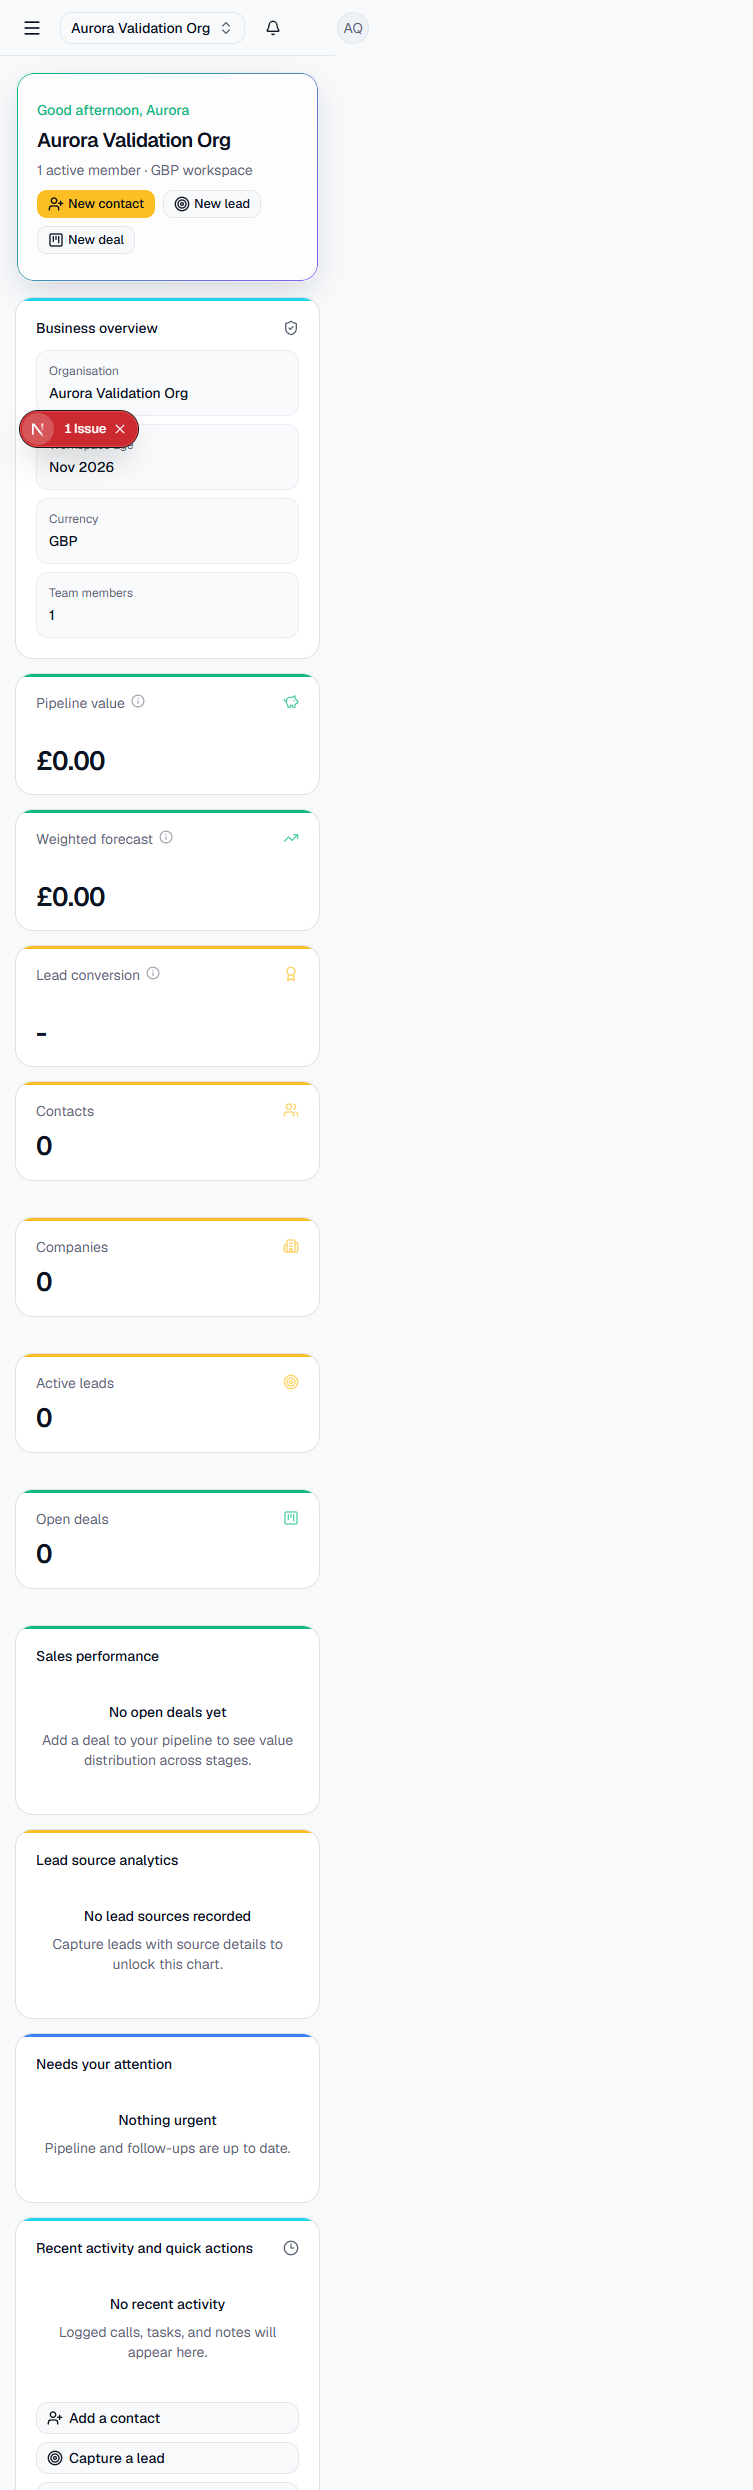 Aurora Validation Org
AQ
Good afternoon, Aurora
Aurora Validation Org
1 active member · GBP workspace
New contact
New lead
New deal
Business overview
Organisation
Aurora Validation Org
1 Issue
Nov 2026
Currency
GBP
Team members
1
Pipeline value
£0.00
Weighted forecast
£0.00
Lead conversion
-
Contacts
0
Companies
0
Active leads
0
Open deals
0
Sales performance
No open deals yet
Add a deal to your pipeline to see value
distribution across stages.
Lead source analytics
No lead sources recorded
Capture leads with source details to
unlock this chart.
Needs your attention
Nothing urgent
Pipeline and follow-ups are up to date.
Recent activity and quick actions
No recent activity
Logged calls, tasks, and notes will
appear here.
Add a contact
Capture a lead